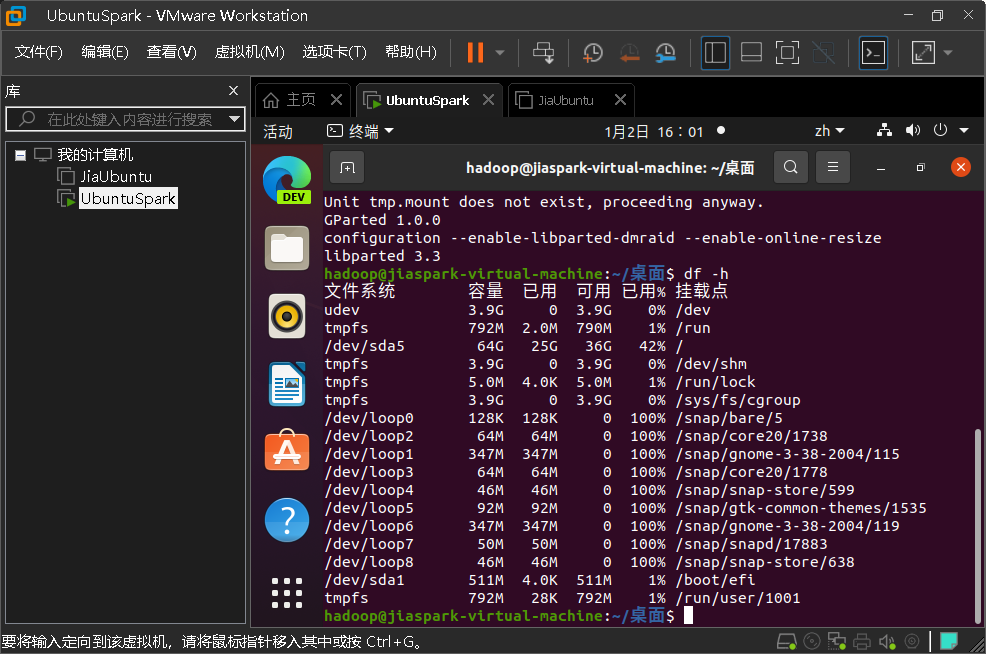 UbuntuSpark - VMware Workstation
文件(F) 编辑(E) 查看(V) 虚拟机(M) 选项卡(T) 帮助(H)
库
在此处键入内容进行搜索
我的计算机
JiaUbuntu
UbuntuSpark
主页 UbuntuSpark JiaUbuntu
活动 终端 1月2日 16：01 zh
DEV
hadoop@jiaspark-virtual-machine: ~/桌面
Unit tmp.mount does not exist, proceeding anyway.
GParted 1.0.0
configuration --enable-libparted-dmraid --enable-online-resize
libparted 3.3
hadoop@jiaspark-virtual-machine:~/桌面$ df -h
文件系统 容量 已用 可用 已用% 挂载点
udev 3.9G 0 3.9G 0% /dev
tmpfs 792M 2.0M 790M 1% /run
/dev/sda5 64G 25G 36G 42% /
tmpfs 3.9G 0 3.9G 0% /dev/shm
tmpfs 5.0M 4.0K 5.0M 1% /run/lock
tmpfs 3.9G 0 3.9G 0% /sys/fs/cgroup
/dev/loop0 128K 128K 0 100% /snap/bare/5
/dev/loop2 64M 64M 0 100% /snap/core20/1738
/dev/loop1 347M 347M 0 100% /snap/gnome-3-38-2004/115
/dev/loop3 64M 64M 0 100% /snap/core20/1778
/dev/loop4 46M 46M 0 100% /snap/snap-store/599
/dev/loop5 92M 92M 0 100% /snap/gtk-common-themes/1535
/dev/loop6 347M 347M 0 100% /snap/gnome-3-38-2004/119
/dev/loop7 50M 50M 0 100% /snap/snapd/17883
/dev/loop8 46M 46M 0 100% /snap/snap-store/638
/dev/sda1 511M 4.0K 511M 1% /boot/efi
tmpfs 792M 28K 792M 1% /run/user/1001
hadoop@jiaspark-virtual-machine:~/桌面$
要将输入定向到该虚拟机，请将鼠标指针移入其中或按 Ctrl+G。